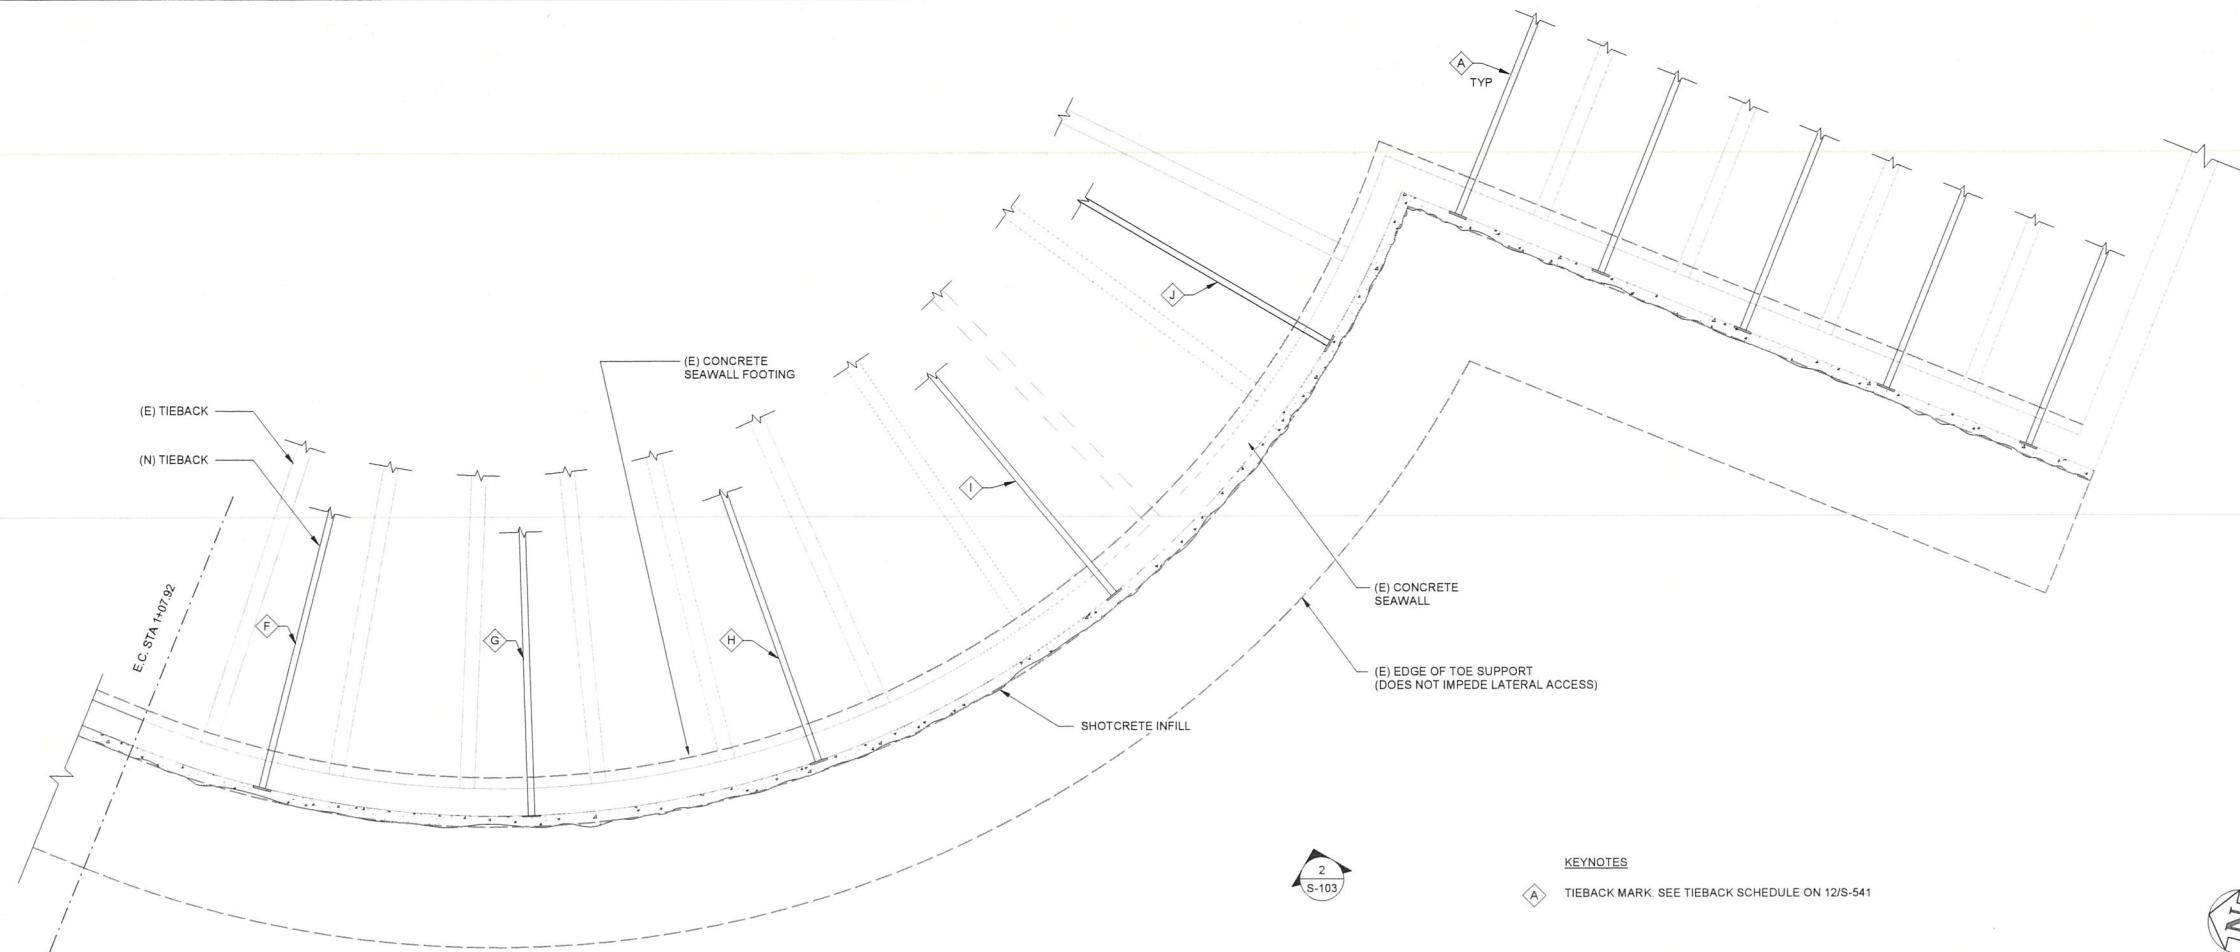 A
TYP
J
(E) CONCRETE
SEAWALL FOOTING
(E) TIEBACK
(N) TIEBACK
I
E.C. STA 1+07.92
F
G
H
(E) CONCRETE
SEAWALL
(E) EDGE OF TOE SUPPORT
(DOES NOT IMPEDE LATERAL ACCESS)
SHOTCRETE INFILL
2
S-103
KEYNOTES
A TIEBACK MARK. SEE TIEBACK SCHEDULE ON 12/S-541
N